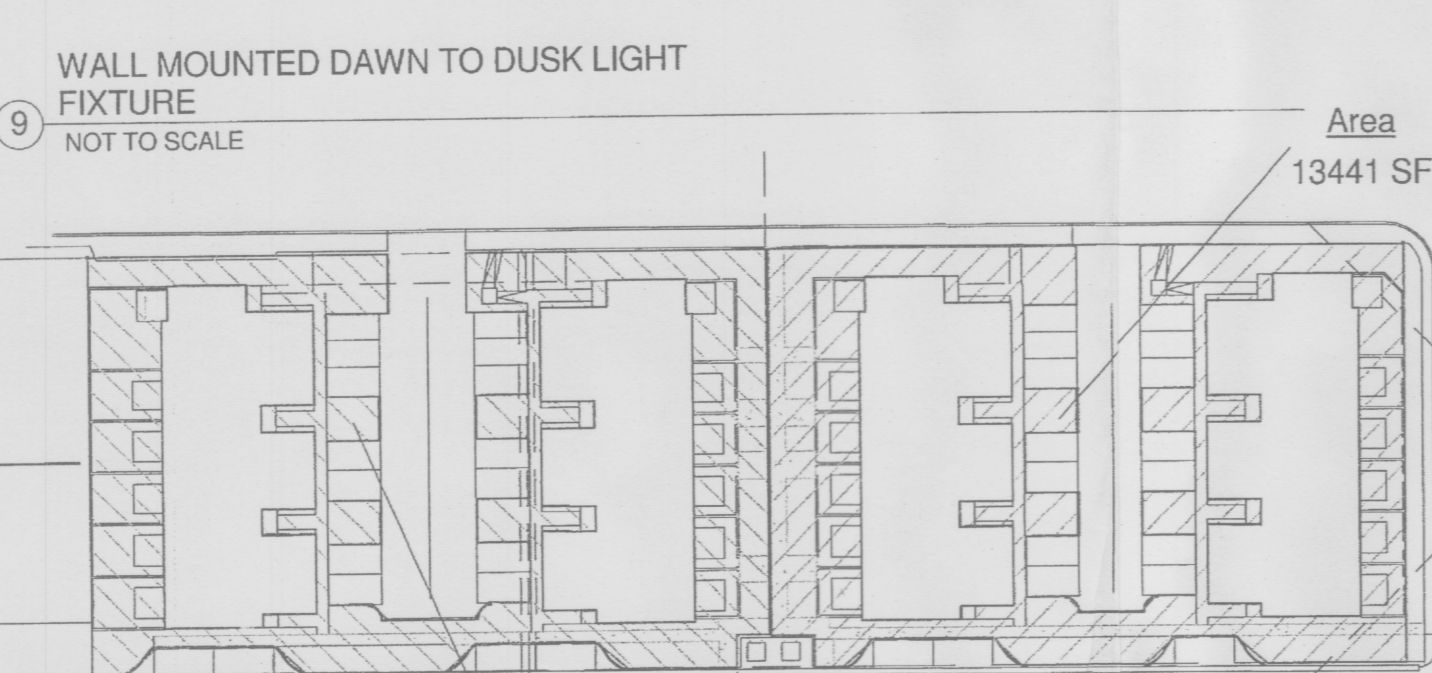 WALL MOUNTED DAWN TO DUSK LIGHT
FIXTURE
9
NOT TO SCALE
Area
13441 SF